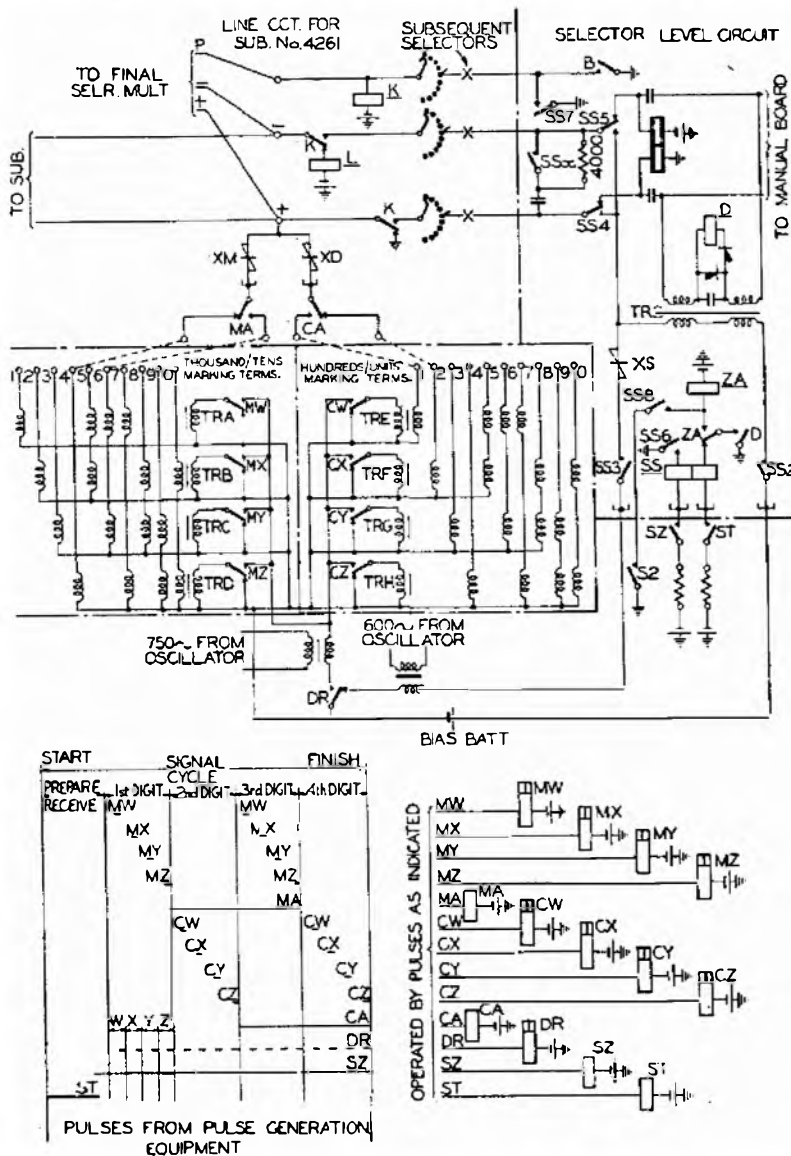 LINE CCT. FOR
SUB. No. 4261
SUBSEQUENT
SELECTORS
SELECTOR LEVEL CIRCUIT
P
TO FINAL
SELR. MULT
=
+
K
X
B
SS7
SS5
TO SUB.
−
K
L
X
SSx
4000
TO MANUAL BOARD
+
K
X
SS4
D
XM
XD
TR
MA
CA
1 2 3 4 5 6 7 8 9 0
THOUSAND/TENS
MARKING TERMS.
HUNDREDS/UNITS
MARKING TERMS.
1 2 3 4 5 6 7 8 9 0
XS
ZA
SS8
TRA
MW
CW
TRE
SS6
ZA
D
TRB
MX
CX
TRF
SS3
SS
SS2
TRC
MY
CY
TRG
SZ
ST
TRD
MZ
CZ
TRH
S2
750~ FROM
OSCILLATOR
600~ FROM
OSCILLATOR
DR
BIAS BATT
START
SIGNAL
CYCLE
FINISH
PREPARE
RECEIVE
1st DIGIT
2nd DIGIT
3rd DIGIT
4th DIGIT
MW
MW
MX
MX
MY
MY
MZ
MZ
MA
CW
CW
CX
CX
CY
CY
CZ
CZ
W X Y Z
CA
DR
SZ
ST
PULSES FROM PULSE GENERATION
EQUIPMENT
OPERATED BY PULSES AS INDICATED
MW
MW
MX
MX
MY
MY
MZ
MZ
MA
MA
CW
CW
CX
CX
CY
CY
CZ
CZ
CA
CA
DR
DR
SZ
SZ
ST
ST